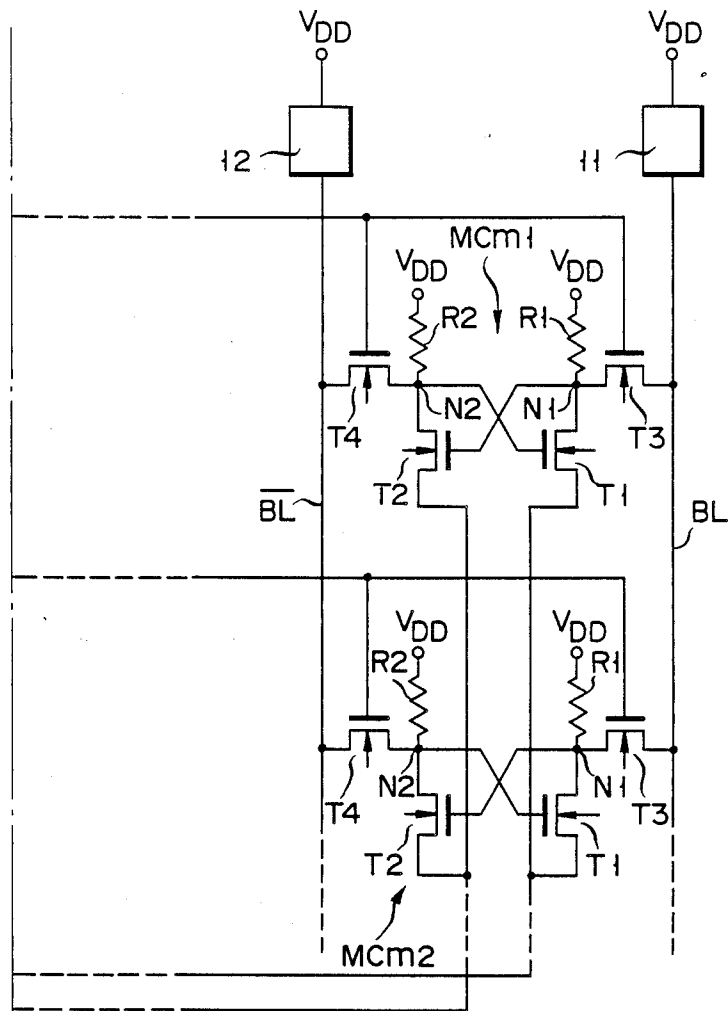 VDD VDD
12 11
MCm1
VDD VDD
R2 R1
T4 N2 N1 T3
T2 T1
B̅L̅ BL
VDD VDD
R2 R1
T4 N2 N1 T3
T2 T1
MCm2